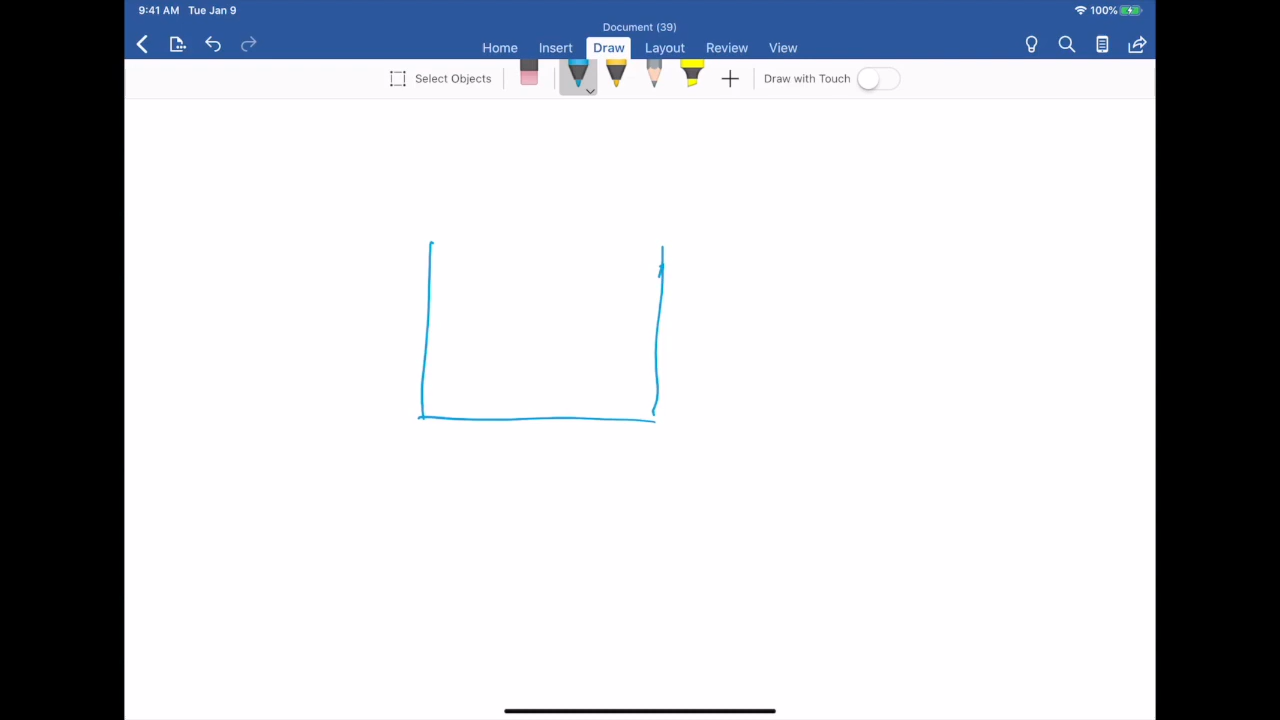 9:41 AM Tue Jan 9
100%
Document (39)
Home Insert Draw Layout Review View
Select Objects Draw with Touch